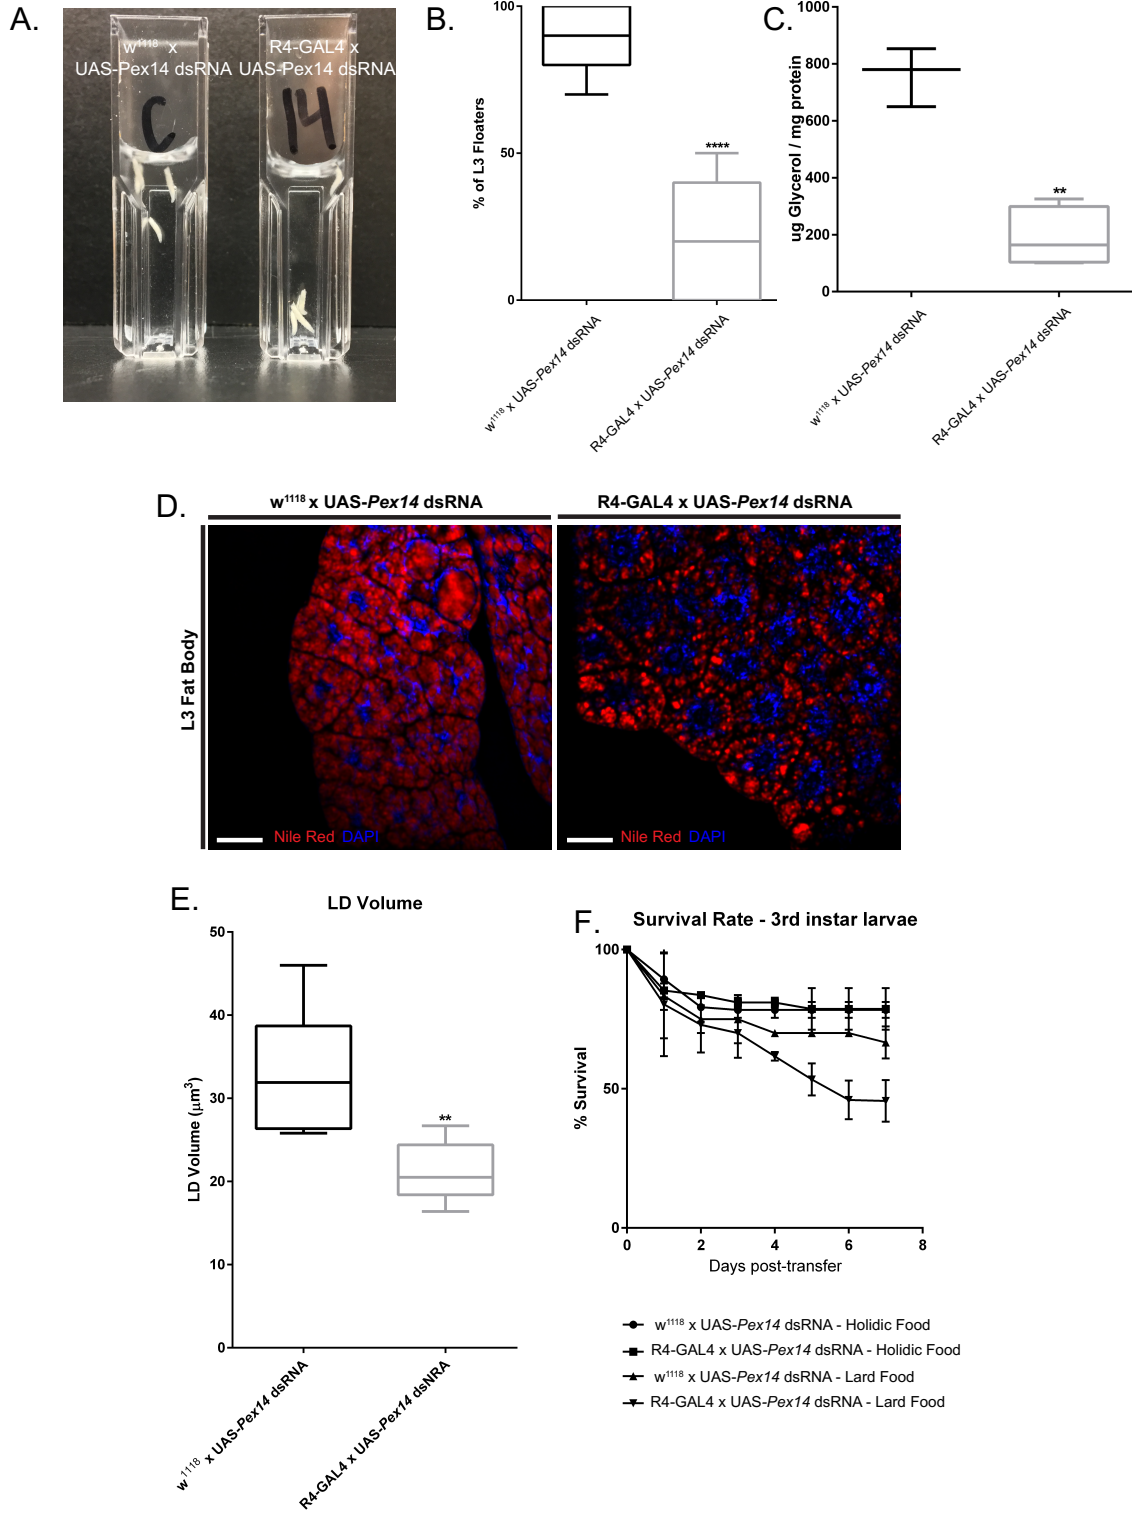 A.
w1118 x
UAS-Pex14 dsRNA
R4-GAL4 x
UAS-Pex14 dsRNA
C
14
B.
% of L3 Floaters
100
50
0
****
w1118 x UAS-Pex14 dsRNA
R4-GAL4 x UAS-Pex14 dsRNA
C.
ug Glycerol / mg protein
1000
800
600
400
200
0
**
w1118 x UAS-Pex14 dsRNA
R4-GAL4 x UAS-Pex14 dsRNA
D.
w1118 x UAS-Pex14 dsRNA
R4-GAL4 x UAS-Pex14 dsRNA
L3 Fat Body
Nile Red DAPI
Nile Red DAPI
E.
LD Volume
LD Volume (μm3)
50
40
30
20
10
0
**
w1118 x UAS-Pex14 dsRNA
R4-GAL4 x UAS-Pex14 dsNRA
F.
Survival Rate - 3rd instar larvae
% Survival
100
50
0
0 2 4 6 8
Days post-transfer
w1118 x UAS-Pex14 dsRNA - Holidic Food
R4-GAL4 x UAS-Pex14 dsRNA - Holidic Food
w1118 x UAS-Pex14 dsRNA - Lard Food
R4-GAL4 x UAS-Pex14 dsRNA - Lard Food